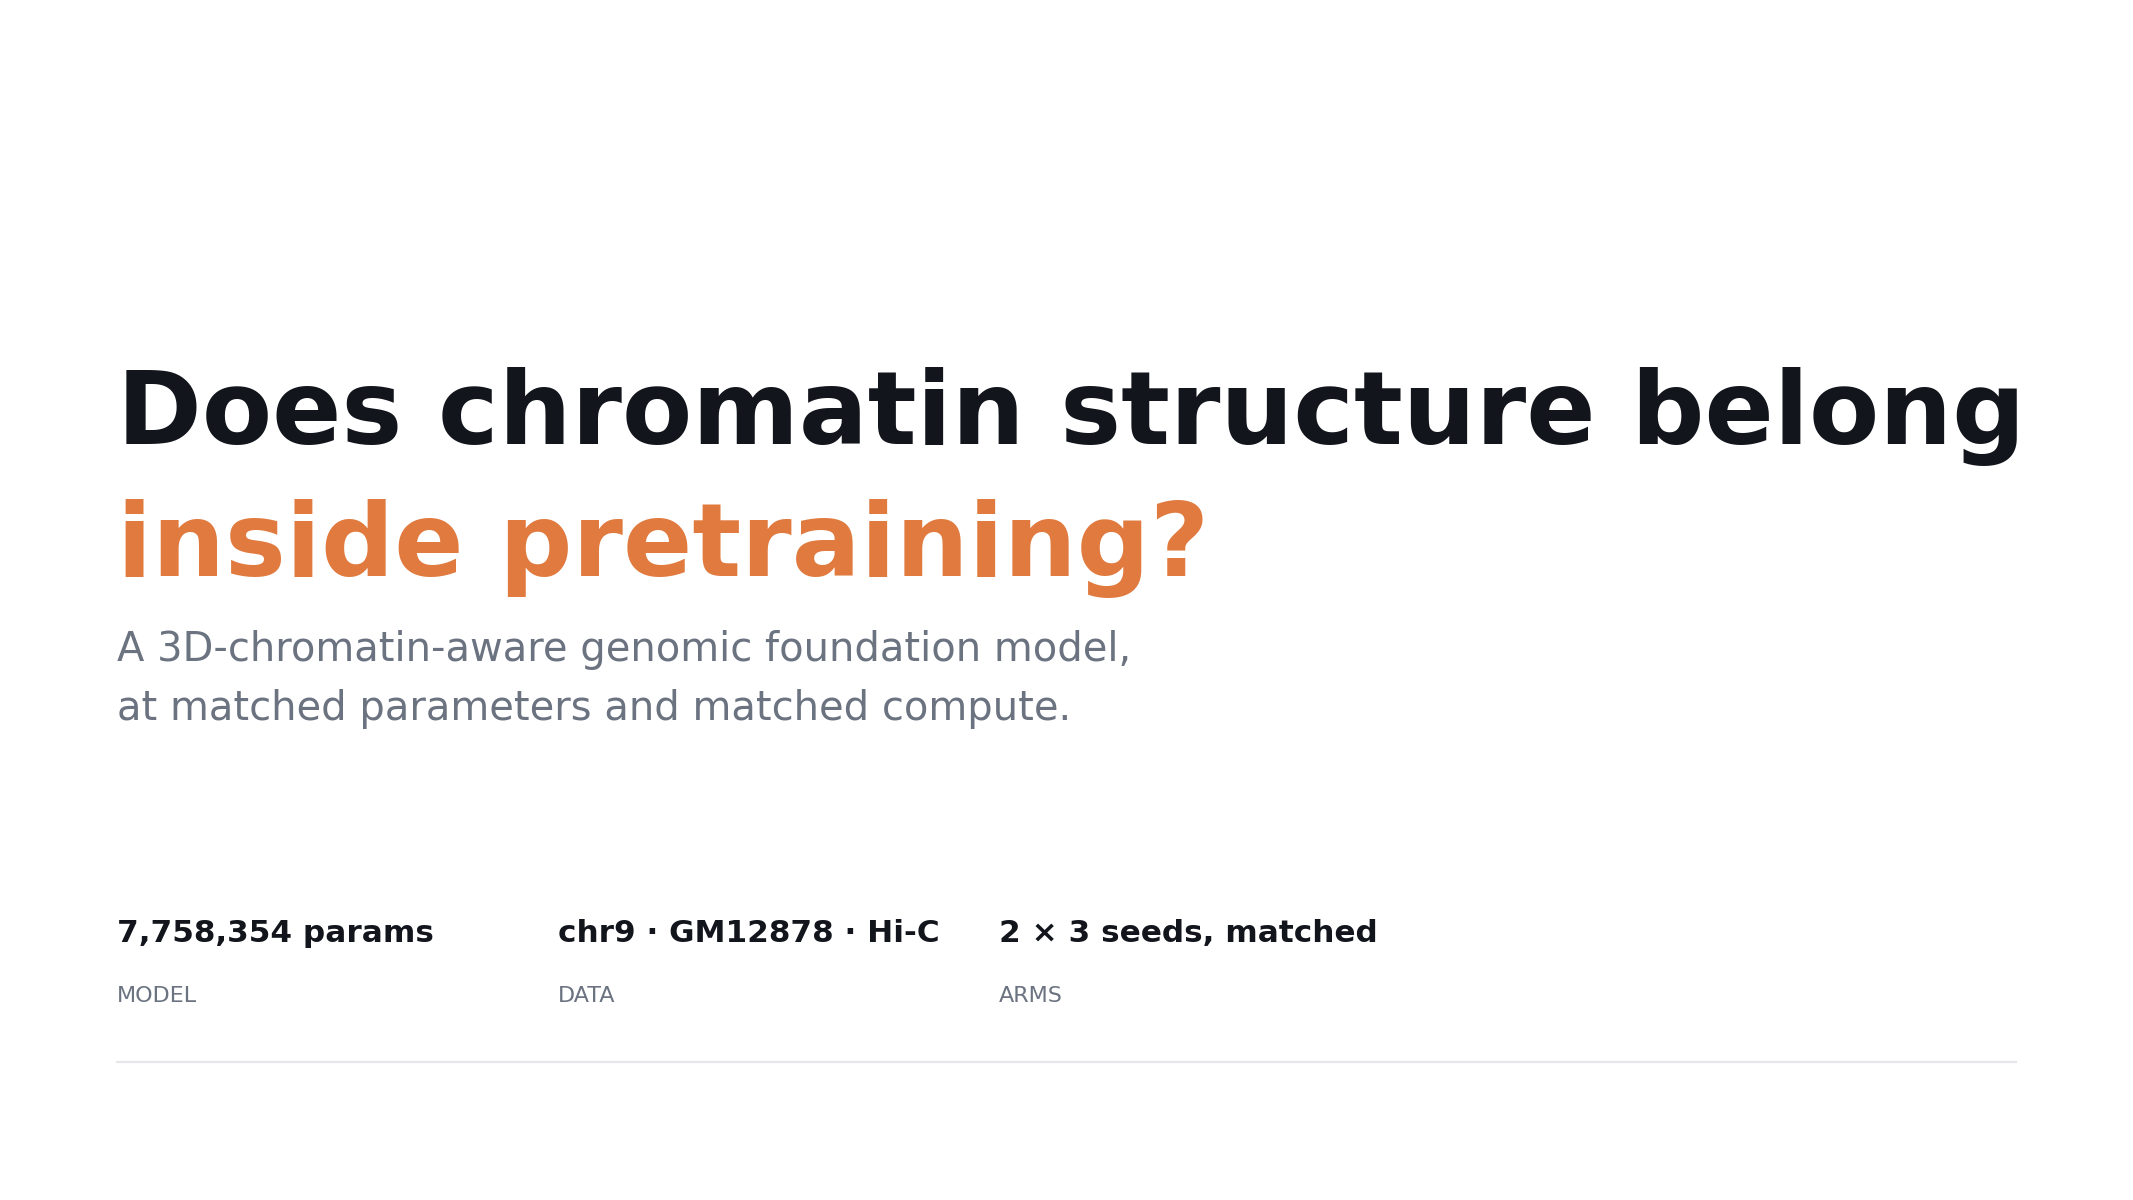 Does chromatin structure belong
inside pretraining?
A 3D-chromatin-aware genomic foundation model,
at matched parameters and matched compute.
7,758,354 params
MODEL
chr9 · GM12878 · Hi-C
DATA
2 × 3 seeds, matched
ARMS